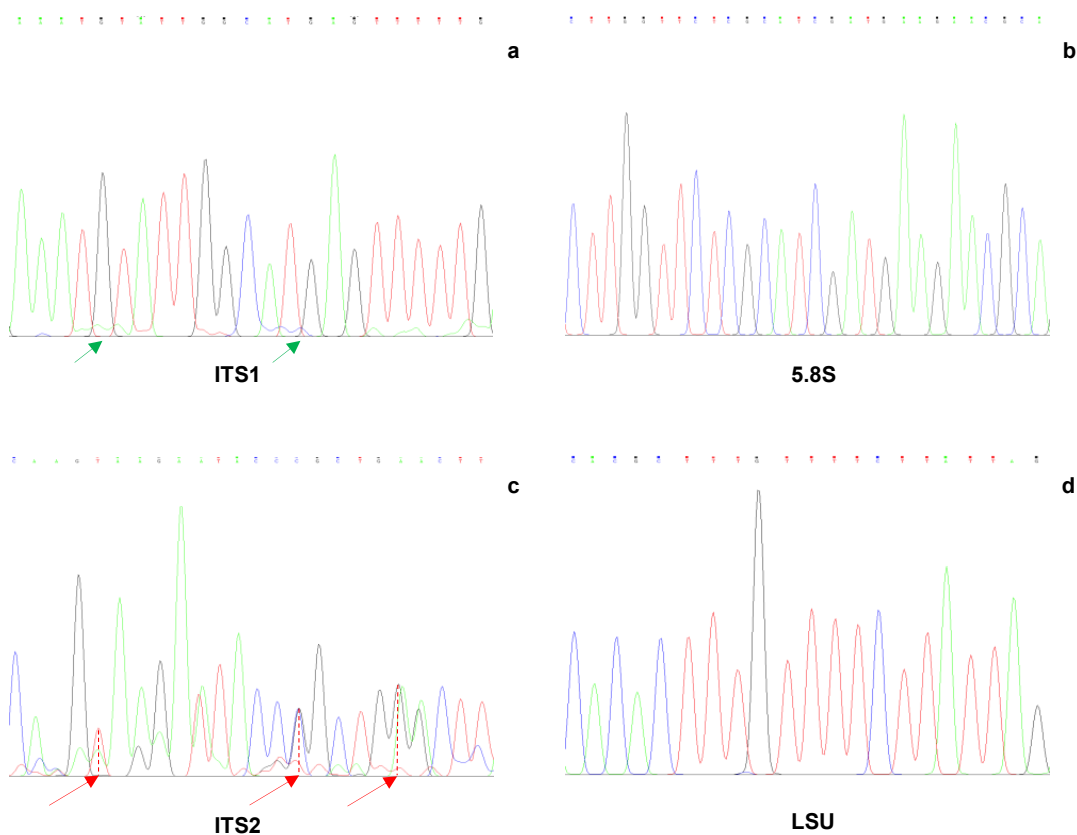 A A A T G T A T T G G C A T G A G T T T T T G
a
ITS1
C T T G G T T C T C G C A T C G A T G A A G A A C G C A
b
5.8S
C A A G T A A G A A T A C C C G C T G A A C T T
c
ITS2
C A C A C T T T G T T T T C T T A T T A G
d
LSU